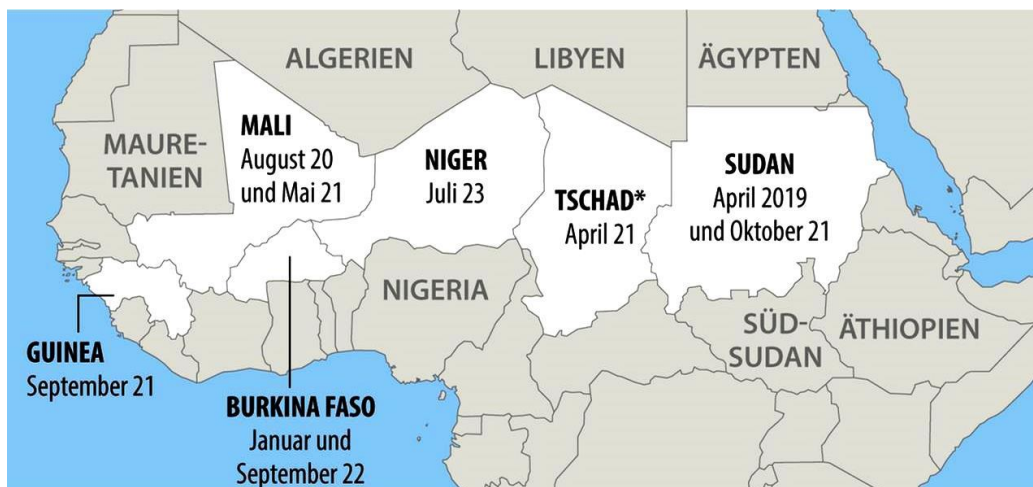 ALGERIEN
LIBYEN
ÄGYPTEN
MAURE-
TANIEN
MALI
August 20
und Mai 21
NIGER
Juli 23
TSCHAD*
April 21
SUDAN
April 2019
und Oktober 21
NIGERIA
SÜD-
SUDAN
ÄTHIOPIEN
GUINEA
September 21
BURKINA FASO
Januar und
September 22